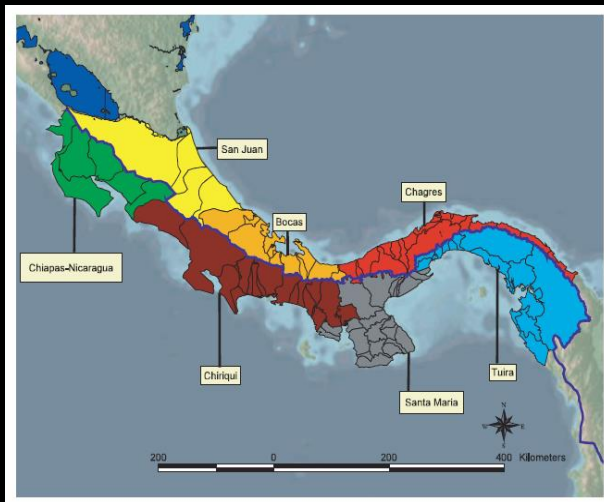 San Juan
Chagres
Bocas
Chiapas-Nicaragua
Chiriqui
Tuira
Santa Maria
N
W E
S
200 0 200 400 Kilometers